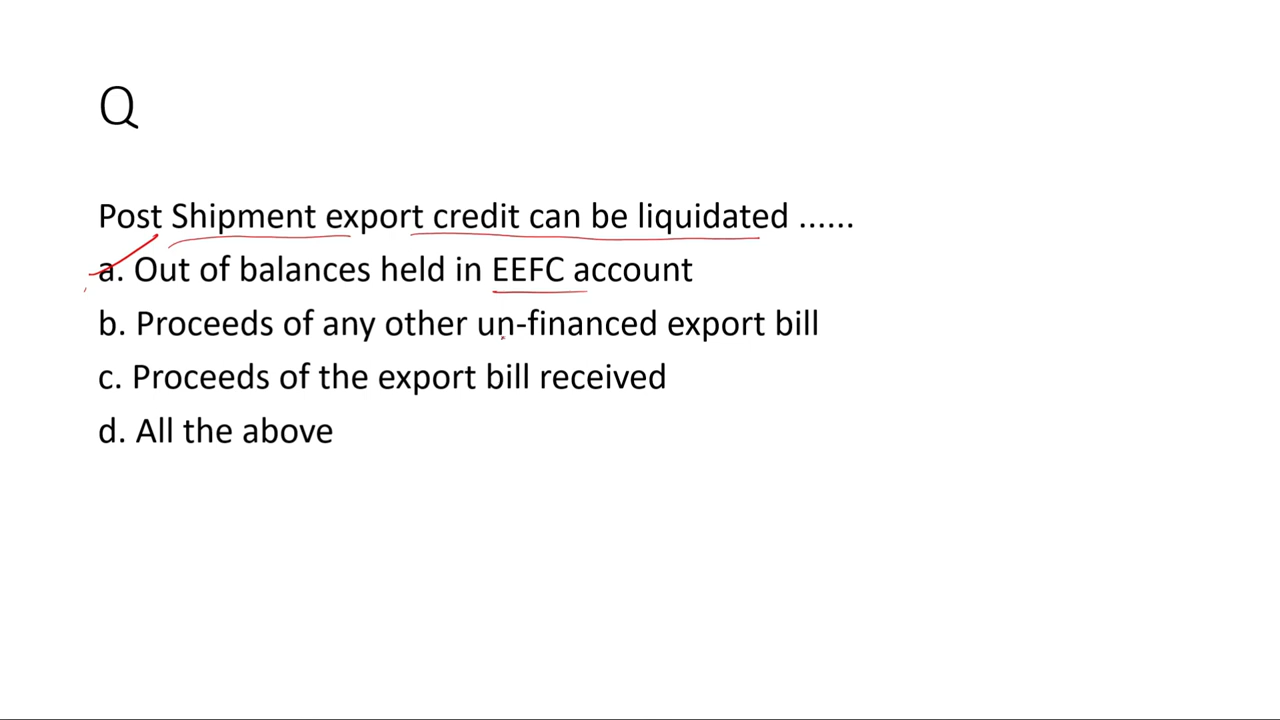 Q
Post Shipment export credit can be liquidated ......
a. Out of balances held in EEFC account
b. Proceeds of any other un-financed export bill
c. Proceeds of the export bill received
d. All the above